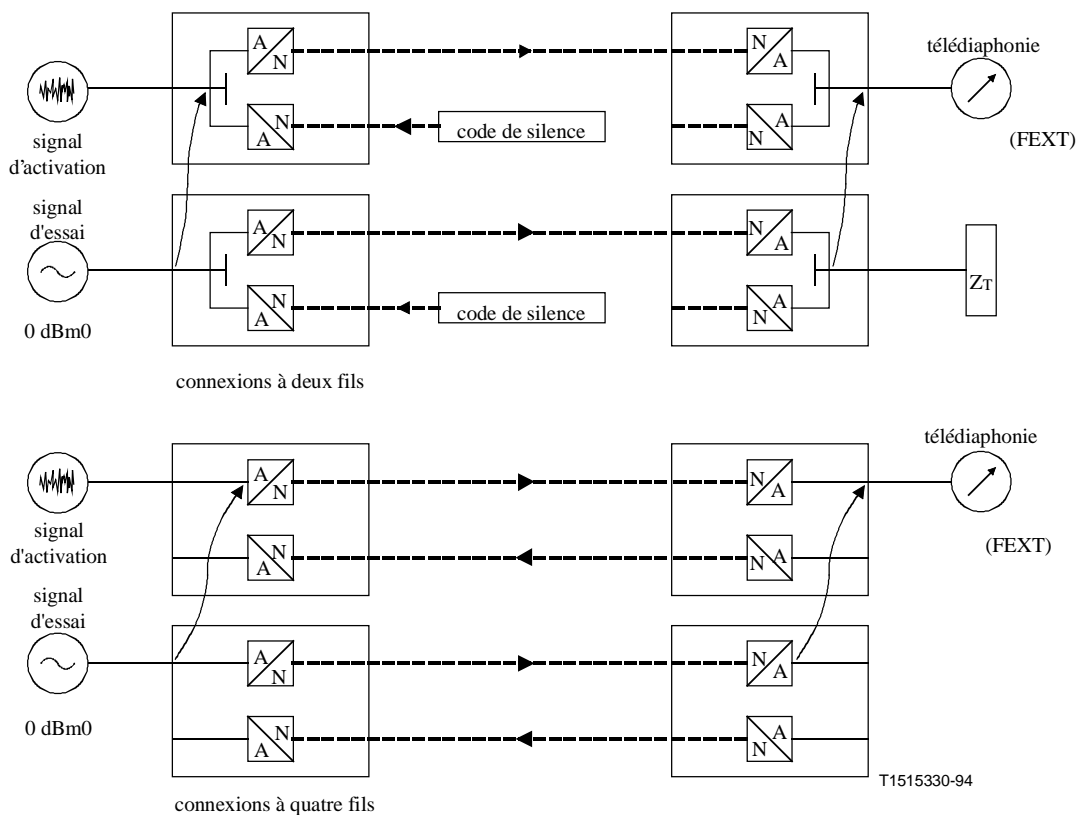 télédiaphonie
A
N
N
A
signal
d'activation
N
A
code de silence
A
N
(FEXT)
signal
d'essai
A
N
N
A
0 dBm0
N
A
code de silence
A
N
ZT
connexions à deux fils
télédiaphonie
A
N
N
A
signal
d'activation
N
A
A
N
(FEXT)
signal
d'essai
A
N
N
A
0 dBm0
N
A
A
N
T1515330-94
connexions à quatre fils